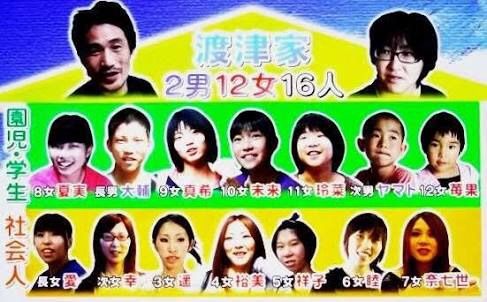 渡津家
2男12女16人
園児・学生
8女夏実 長男大輔 9女真希 10女未来 11女玲菜 次男ヤマト 12女苺果
社会人
長女愛 次女幸 3女遥 4女裕美 5女祥子 6女睦 7女奈七世